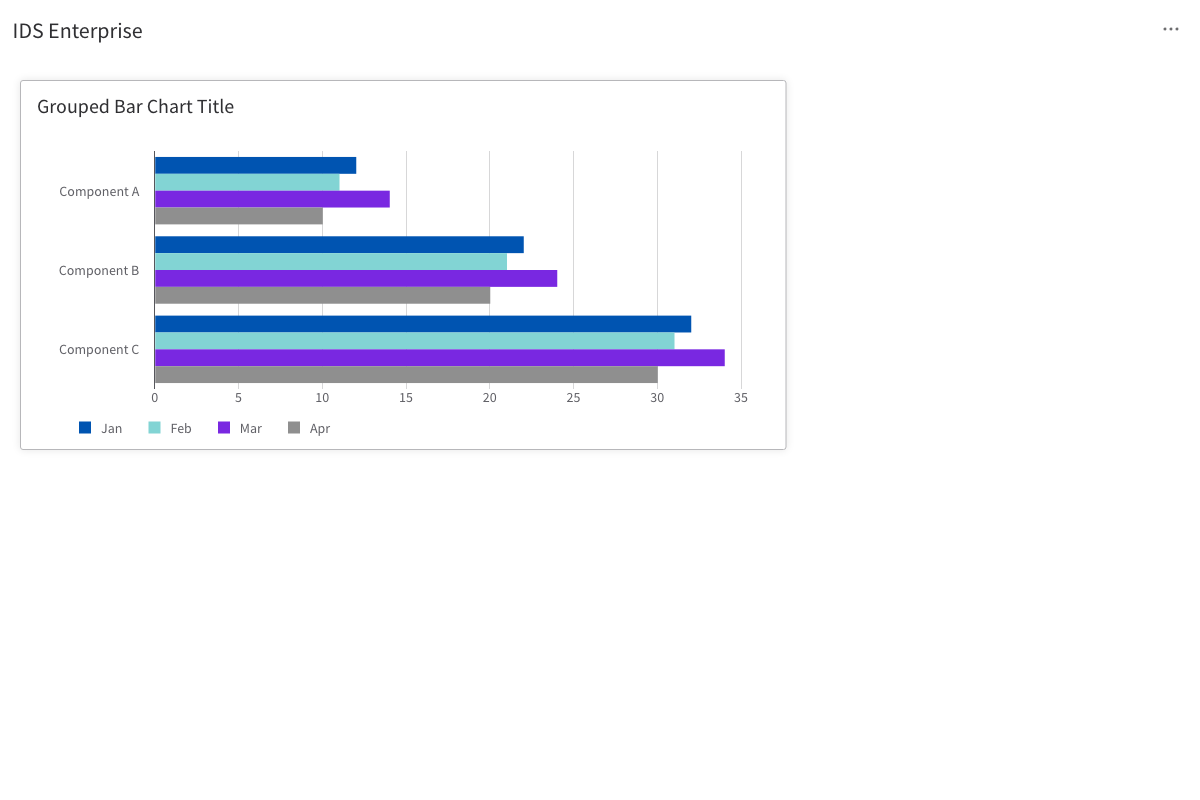 IDS Enterprise
Grouped Bar Chart Title
Component A
Component B
Component C
0 5 10 15 20 25 30 35
Jan Feb Mar Apr